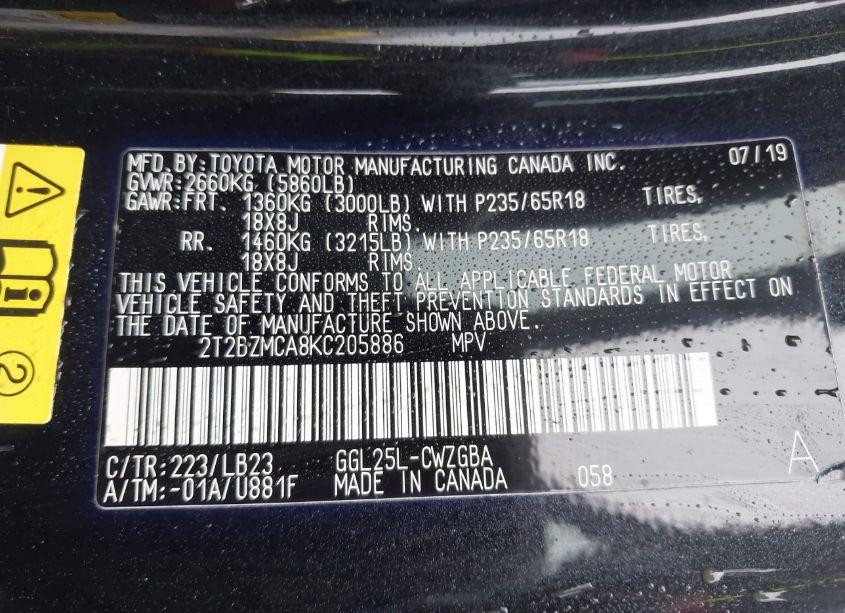 MFD.BY:TOYOTA MOTOR MANUFACTURING CANADA INC. 07/19
GVWR:2660KG (5860LB)
GAWR:FRT. 1360KG (3000LB) WITH P235/65R18 TIRES,
18X8J RIMS.
RR. 1460KG (3215LB) WITH P235/65R18 TIRES,
18X8J RIMS.
THIS VEHICLE CONFORMS TO ALL APPLICABLE FEDERAL MOTOR
VEHICLE SAFETY AND THEFT PREVENTION STANDARDS IN EFFECT ON
THE DATE OF MANUFACTURE SHOWN ABOVE.
2T2BZMCA8KC205886 MPV
C/TR:223/LB23 GGL25L-CWZGBA
A/TM:-01A/U881F MADE IN CANADA 058
A
2